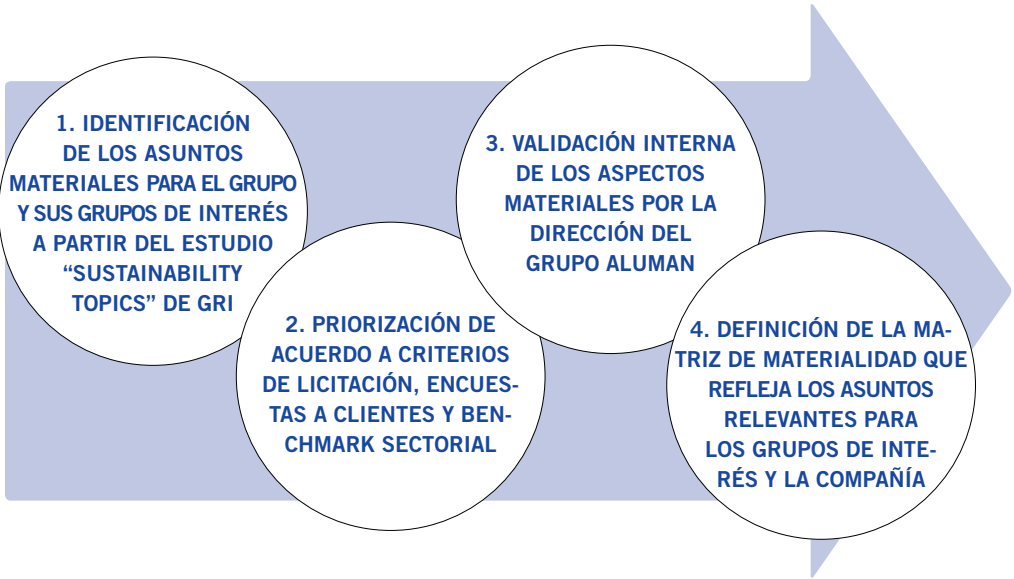 1. IDENTIFICACIÓN
DE LOS ASUNTOS
MATERIALES PARA EL GRUPO
Y SUS GRUPOS DE INTERÉS
A PARTIR DEL ESTUDIO
“SUSTAINABILITY
TOPICS” DE GRI
2. PRIORIZACIÓN DE
ACUERDO A CRITERIOS
DE LICITACIÓN, ENCUES-
TAS A CLIENTES Y BEN-
CHMARK SECTORIAL
3. VALIDACIÓN INTERNA
DE LOS ASPECTOS
MATERIALES POR LA
DIRECCIÓN DEL
GRUPO ALUMAN
4. DEFINICIÓN DE LA MA-
TRIZ DE MATERIALIDAD QUE
REFLEJA LOS ASUNTOS
RELEVANTES PARA
LOS GRUPOS DE INTE-
RÉS Y LA COMPAÑÍA